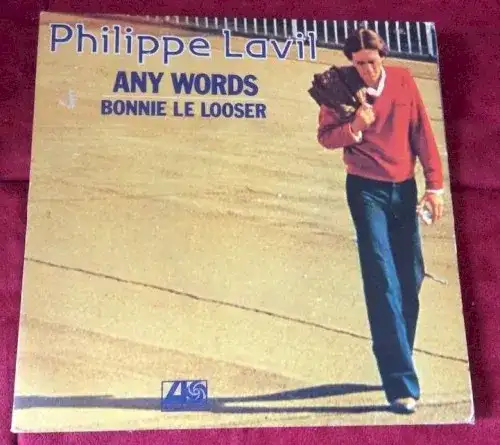 Philippe Lavil
ANY WORDS
BONNIE LE LOOSER